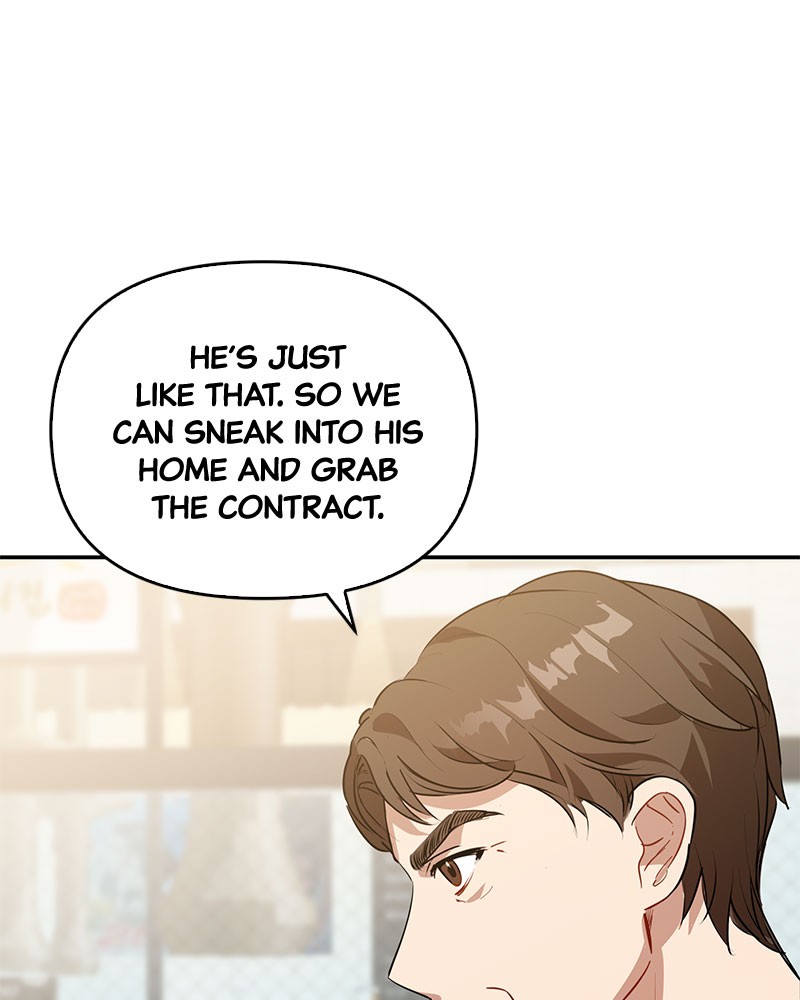 HE'S JUST
LIKE THAT. SO WE
CAN SNEAK INTO HIS
HOME AND GRAB
THE CONTRACT.